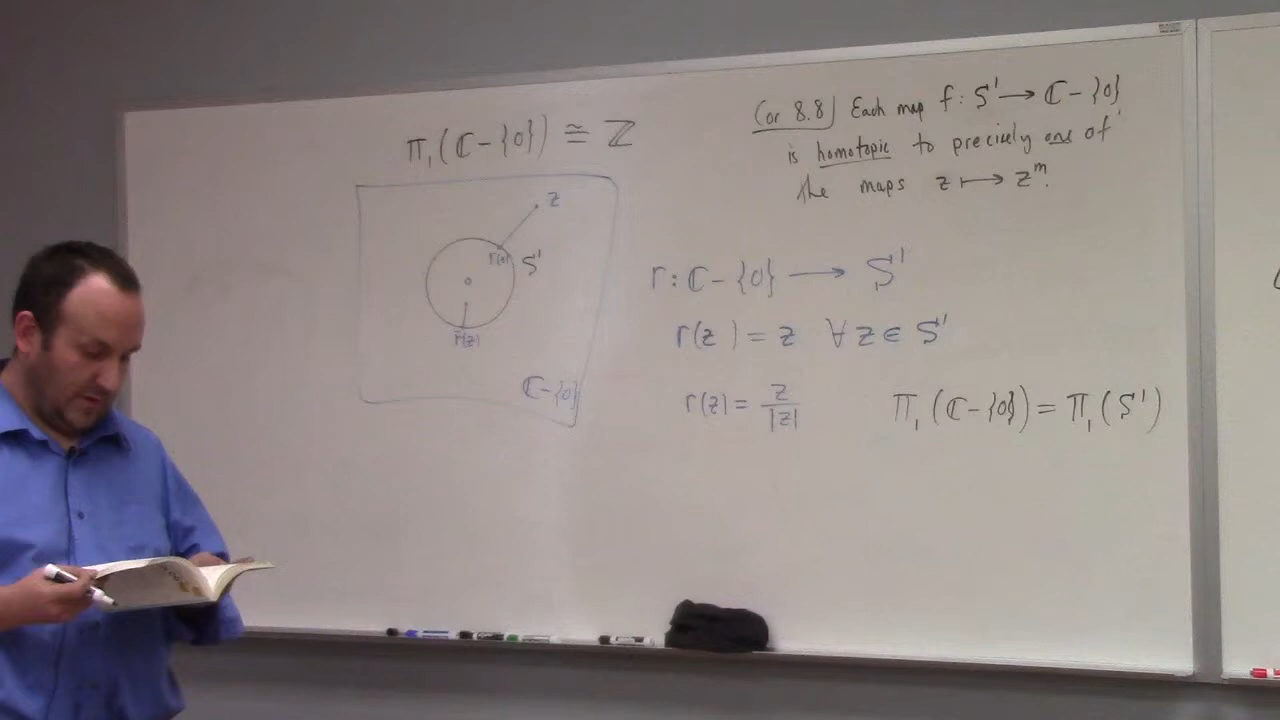 π₁(ℂ-{0}) ≅ ℤ
z
r(z)
S¹
r(z)
ℂ-{0}
(or 8.8) Each map f: S¹ → ℂ-{0}
is homotopic to precisely one of
the maps z ↦ zᵐ.
r: ℂ-{0} → S¹
r(z) = z ∀ z ∈ S¹
r(z) = z/|z|
π₁(ℂ-{0}) = π₁(S¹)